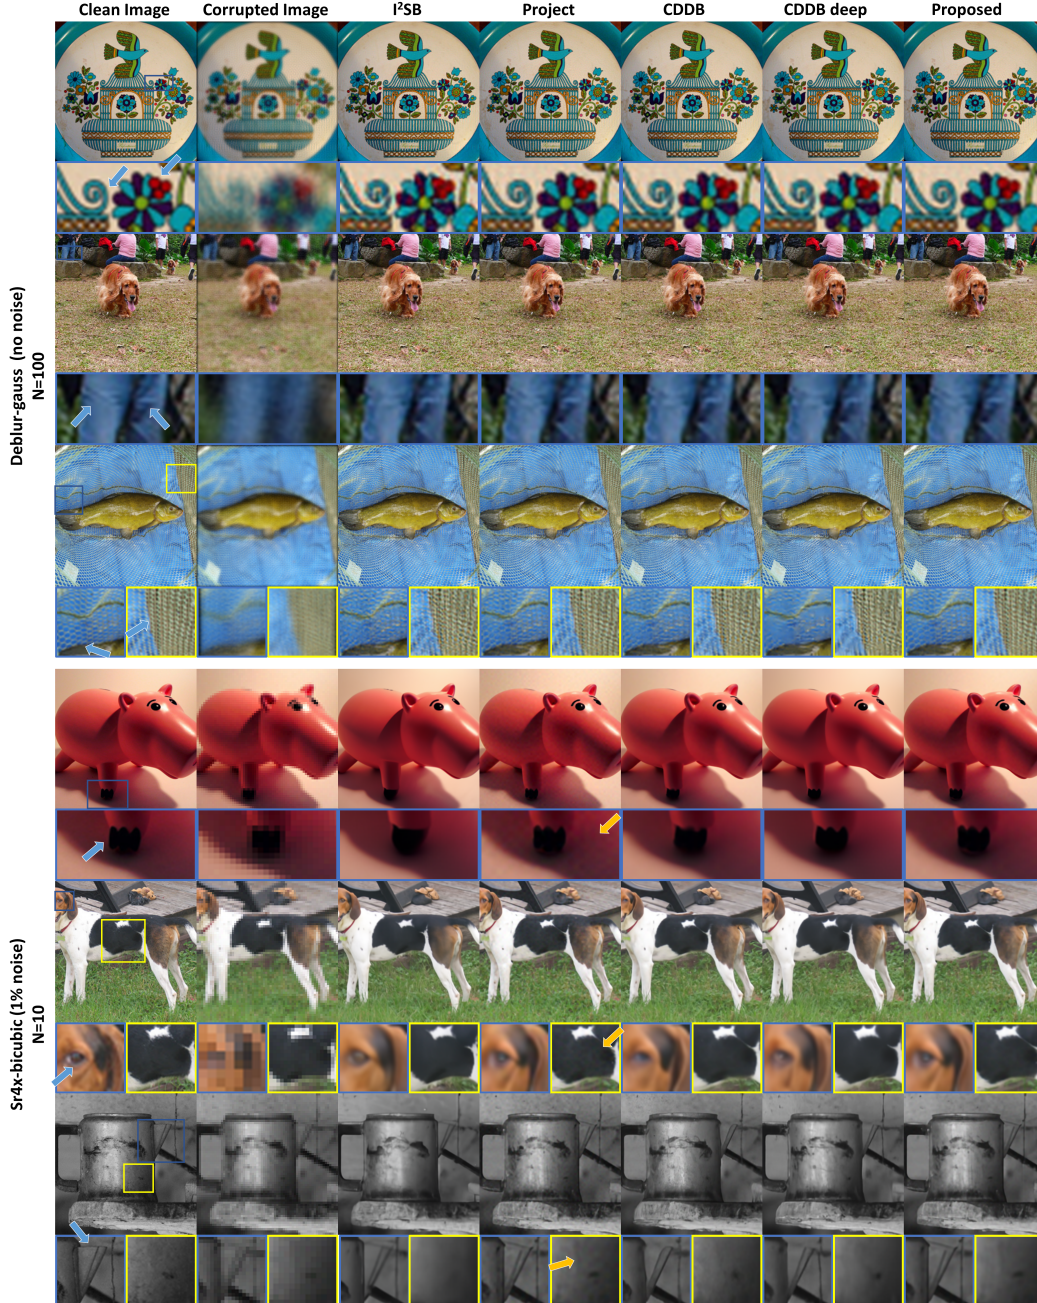 Clean Image Corrupted Image I²SB Project CDDB CDDB deep Proposed
Deblur-gauss (no noise)
N=100
Sr4x-bicubic (1% noise)
N=10